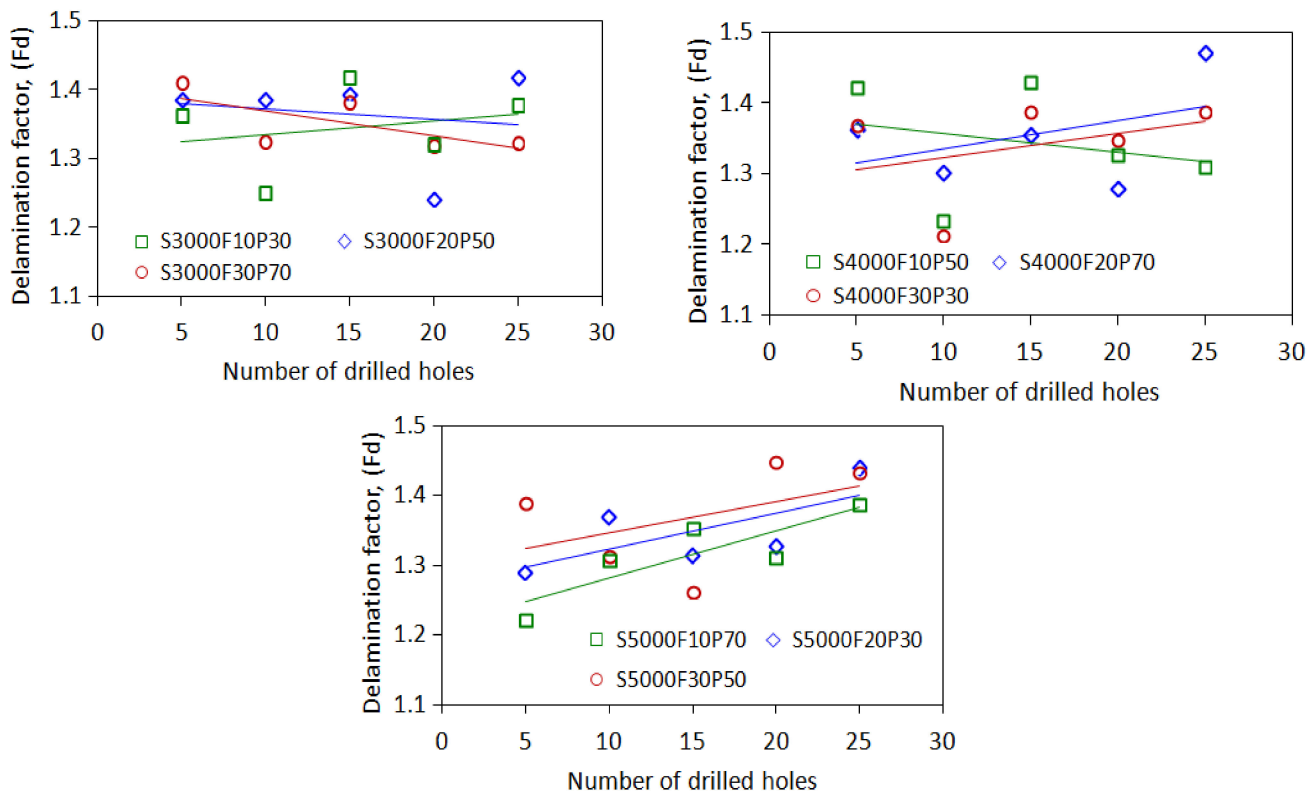 Delamination factor, (Fd)
1.5
1.4
1.3
1.2
1.1
S3000F10P30 S3000F20P50
S3000F30P70
0 5 10 15 20 25 30
Number of drilled holes
Delamination factor, (Fd)
1.5
1.4
1.3
1.2
1.1
S4000F10P50 S4000F20P70
S4000F30P30
0 5 10 15 20 25 30
Number of drilled holes
Delamination factor, (Fd)
1.5
1.4
1.3
1.2
1.1
S5000F10P70 S5000F20P30
S5000F30P50
0 5 10 15 20 25 30
Number of drilled holes